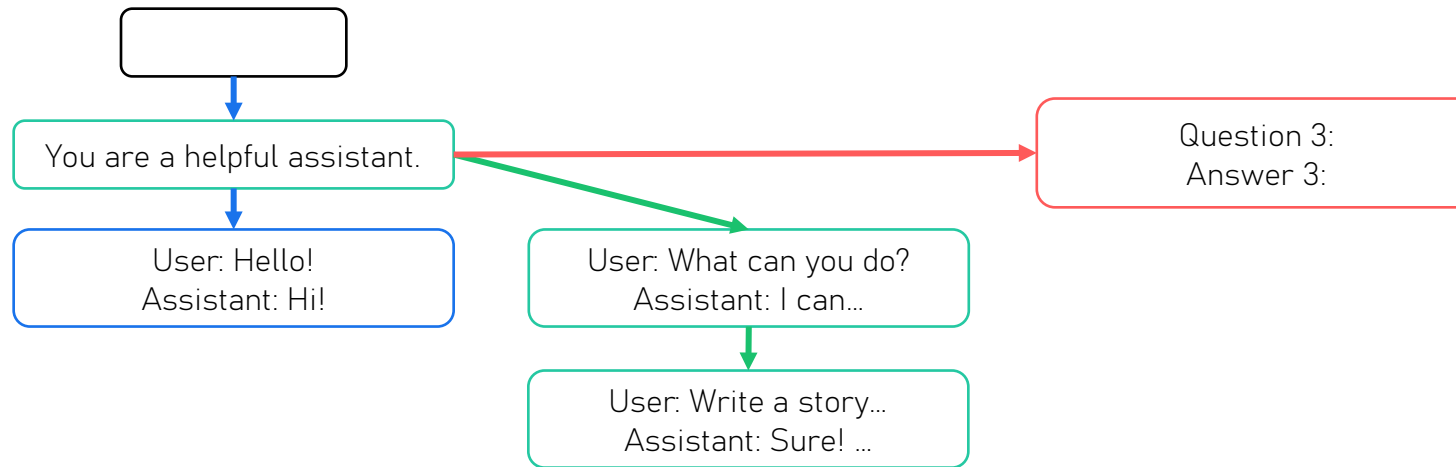 You are a helpful assistant.
Question 3:
Answer 3:
User: Hello!
Assistant: Hi!
User: What can you do?
Assistant: I can...
User: Write a story...
Assistant: Sure! ...